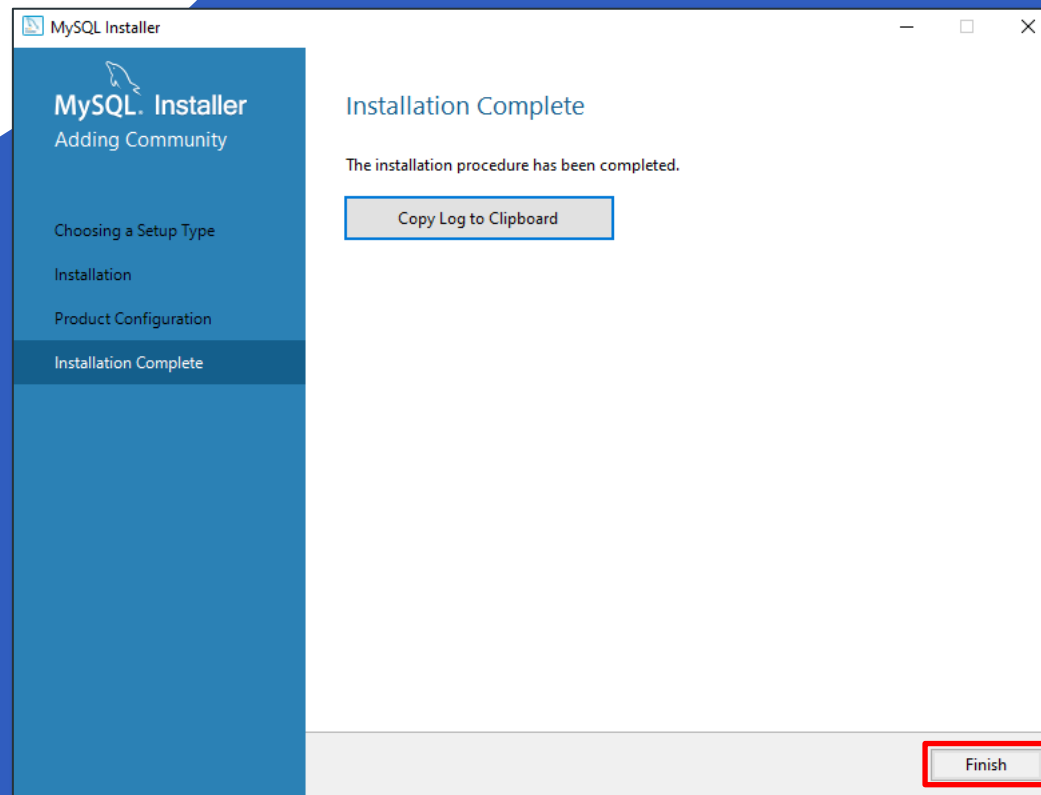 MySQL Installer
MySQL. Installer
Adding Community
Choosing a Setup Type
Installation
Product Configuration
Installation Complete
Installation Complete
The installation procedure has been completed.
Copy Log to Clipboard
Finish